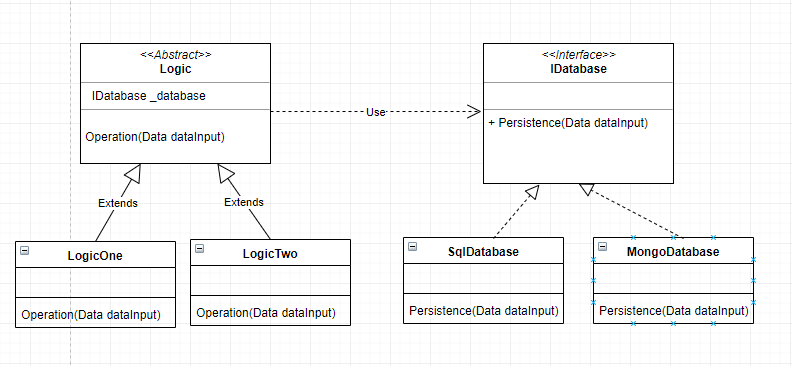 <<Abstract>>
Logic
IDatabase _database
Operation(Data dataInput)
Use
<<Interface>>
IDatabase
+ Persistence(Data dataInput)
Extends
Extends
LogicOne
Operation(Data dataInput)
LogicTwo
Operation(Data dataInput)
SqlDatabase
Persistence(Data dataInput)
MongoDatabase
Persistence(Data dataInput)